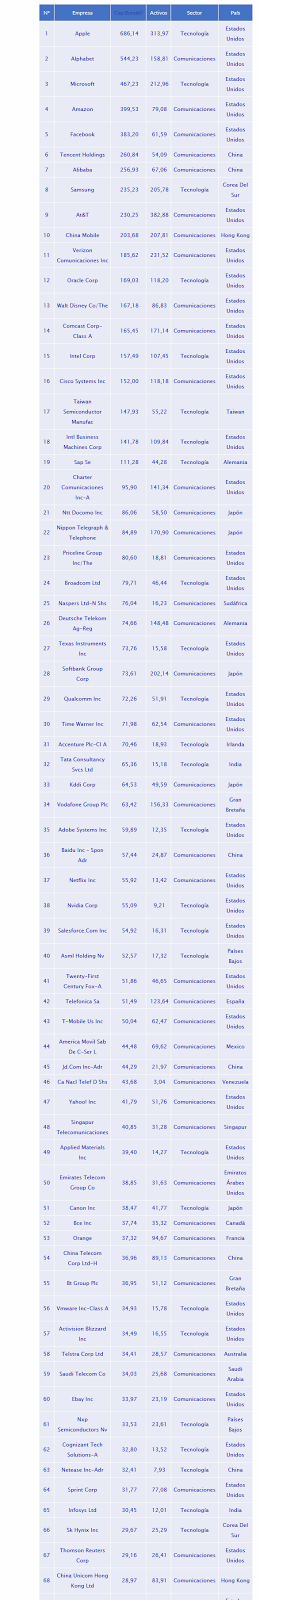 Nº Empresa Cap.Bursátil Activos Sector País
1 Apple 686,14 313,97 Tecnología Estados Unidos
2 Alphabet 544,23 158,81 Comunicaciones Estados Unidos
3 Microsoft 467,23 212,96 Tecnología Estados Unidos
4 Amazon 399,53 79,08 Comunicaciones Estados Unidos
5 Facebook 383,20 61,59 Comunicaciones Estados Unidos
6 Tencent Holdings 260,84 54,09 Comunicaciones China
7 Alibaba 256,93 67,06 Comunicaciones China
8 Samsung 235,23 205,78 Tecnología Corea Del Sur
9 At&T 230,25 382,88 Comunicaciones Estados Unidos
10 China Mobile 203,68 207,81 Comunicaciones Hong Kong
11 Verizon Comunicaciones Inc 185,62 231,52 Comunicaciones Estados Unidos
12 Oracle Corp 169,03 118,20 Tecnología Estados Unidos
13 Walt Disney Co/The 167,18 86,83 Comunicaciones Estados Unidos
14 Comcast Corp-Class A 165,45 171,14 Comunicaciones Estados Unidos
15 Intel Corp 157,49 107,45 Tecnología Estados Unidos
16 Cisco Systems Inc 152,00 118,18 Comunicaciones Estados Unidos
17 Taiwan Semiconductor Manufac 147,93 55,22 Tecnología Taiwan
18 Intl Business Machines Corp 141,78 109,84 Tecnología Estados Unidos
19 Sap Se 111,28 44,28 Tecnología Alemania
20 Charter Comunicaciones Inc-A 95,90 141,34 Comunicaciones Estados Unidos
21 Ntt Docomo Inc 86,06 58,50 Comunicaciones Japón
22 Nippon Telegraph & Telephone 84,89 170,90 Comunicaciones Japón
23 Priceline Group Inc/The 80,60 18,81 Comunicaciones Estados Unidos
24 Broadcom Ltd 79,71 46,44 Tecnología Estados Unidos
25 Naspers Ltd-N Shs 76,04 16,23 Comunicaciones Sudáfrica
26 Deutsche Telekom Ag-Reg 74,66 148,48 Comunicaciones Alemania
27 Texas Instruments Inc 73,76 15,58 Tecnología Estados Unidos
28 Softbank Group Corp 73,61 202,14 Comunicaciones Japón
29 Qualcomm Inc 72,26 51,91 Tecnología Estados Unidos
30 Time Warner Inc 71,98 62,54 Comunicaciones Estados Unidos
31 Accenture Plc-Cl A 70,46 18,93 Tecnología Irlanda
32 Tata Consultancy Svcs Ltd 65,36 15,18 Tecnología India
33 Kddi Corp 64,53 49,59 Comunicaciones Japón
34 Vodafone Group Plc 63,42 156,33 Comunicaciones Gran Bretaña
35 Adobe Systems Inc 59,89 12,35 Tecnología Estados Unidos
36 Baidu Inc - Spon Adr 57,44 24,87 Comunicaciones China
37 Netflix Inc 55,92 13,42 Comunicaciones Estados Unidos
38 Nvidia Corp 55,09 9,21 Tecnología Estados Unidos
39 Salesforce.Com Inc 54,92 16,31 Tecnología Estados Unidos
40 Asml Holding Nv 52,57 17,32 Tecnología Países Bajos
41 Twenty-First Century Fox-A 51,86 46,65 Comunicaciones Estados Unidos
42 Telefonica Sa 51,49 123,64 Comunicaciones España
43 T-Mobile Us Inc 50,04 62,47 Comunicaciones Estados Unidos
44 America Movil Sab De C-Ser L 44,48 69,62 Comunicaciones Mexico
45 Jd.Com Inc-Adr 44,29 21,97 Comunicaciones China
46 Ca Nacl Telef D Shs 43,68 3,04 Comunicaciones Venezuela
47 Yahoo! Inc 41,79 51,76 Comunicaciones Estados Unidos
48 Singapur Telecomunicaciones 40,85 31,28 Comunicaciones Singapur
49 Applied Materials Inc 39,40 14,27 Tecnología Estados Unidos
50 Emirates Telecom Group Co 38,85 31,63 Comunicaciones Emiratos Árabes Unidos
51 Canon Inc 38,47 41,77 Tecnología Japón
52 Bce Inc 37,74 35,32 Comunicaciones Canadá
53 Orange 37,32 94,67 Comunicaciones Francia
54 China Telecom Corp Ltd-H 36,96 89,13 Comunicaciones China
55 Bt Group Plc 36,95 51,12 Comunicaciones Gran Bretaña
56 Vmware Inc-Class A 34,93 15,78 Tecnología Estados Unidos
57 Activision Blizzard Inc 34,49 16,55 Tecnología Estados Unidos
58 Telstra Corp Ltd 34,41 28,57 Comunicaciones Australia
59 Saudi Telecom Co 34,03 25,68 Comunicaciones Saudi Arabia
60 Ebay Inc 33,97 23,19 Comunicaciones Estados Unidos
61 Nxp Semiconductors Nv 33,53 23,61 Tecnología Países Bajos
62 Cognizant Tech Solutions-A 32,80 13,52 Tecnología Estados Unidos
63 Netease Inc-Adr 32,41 7,93 Tecnología China
64 Sprint Corp 31,77 77,08 Comunicaciones Estados Unidos
65 Infosys Ltd 30,45 12,01 Tecnología India
66 Sk Hynix Inc 29,67 25,29 Tecnología Corea Del Sur
67 Thomson Reuters Corp 29,16 26,41 Comunicaciones Estados Unidos
68 China Unicom Hong Kong Ltd 28,97 83,91 Comunicaciones Hong Kong